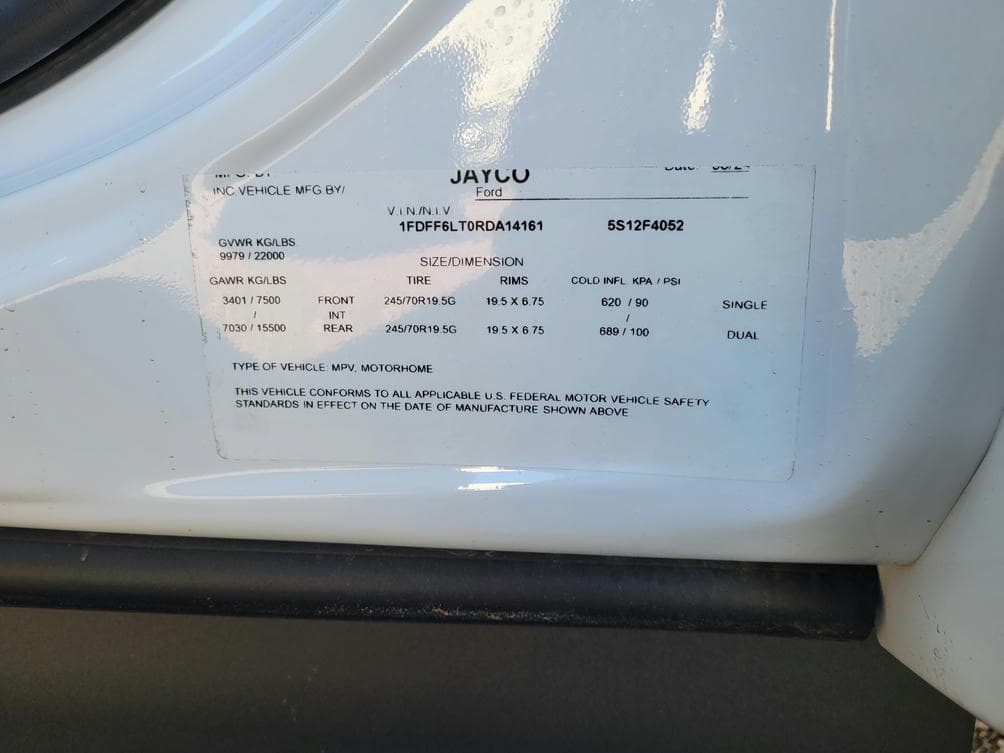 JAYCO
INC VEHICLE MFG BY/ Ford
V.I.N./N.I.V
1FDFF6LT0RDA14161 5S12F4052
GVWR KG/LBS
9979 / 22000
SIZE/DIMENSION
GAWR KG/LBS TIRE RIMS COLD INFL KPA / PSI
3401 / 7500 FRONT 245/70R19.5G 19.5 X 6.75 620 / 90 SINGLE
/ INT /
7030 / 15500 REAR 245/70R19.5G 19.5 X 6.75 689 / 100 DUAL
TYPE OF VEHICLE: MPV, MOTORHOME
THIS VEHICLE CONFORMS TO ALL APPLICABLE U.S. FEDERAL MOTOR VEHICLE SAFETY
STANDARDS IN EFFECT ON THE DATE OF MANUFACTURE SHOWN ABOVE